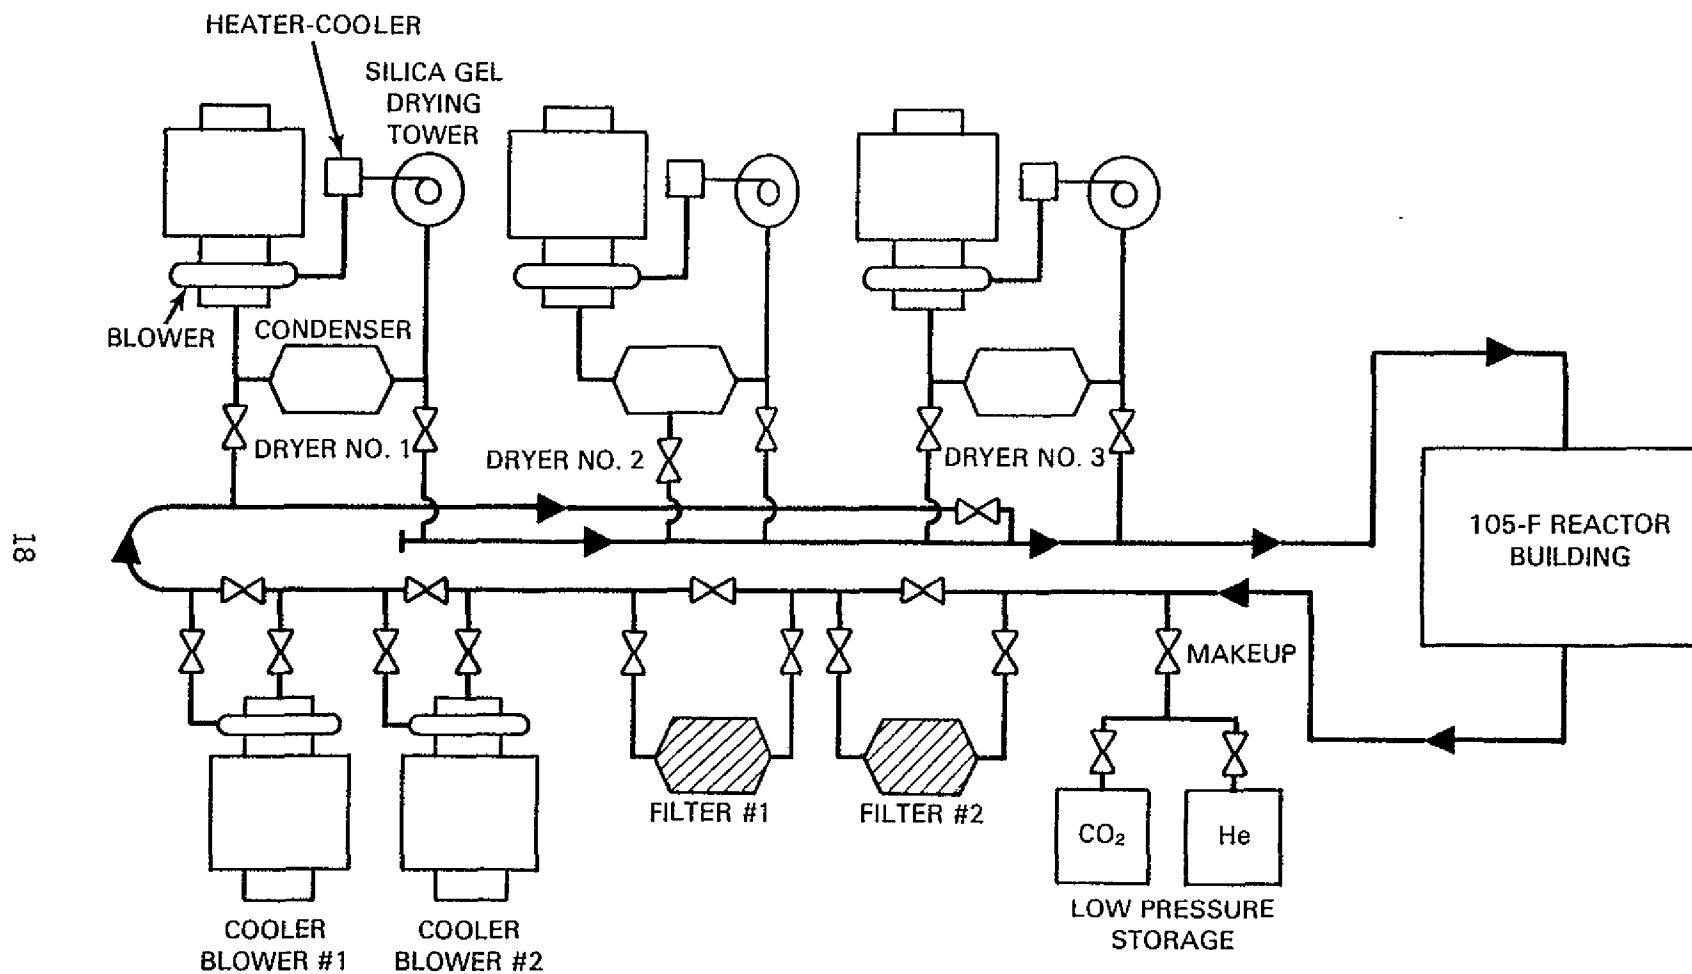 HEATER-COOLER
SILICA GEL
DRYING
TOWER
BLOWER
CONDENSER
DRYER NO. 1
DRYER NO. 2
DRYER NO. 3
105-F REACTOR
BUILDING
18
MAKEUP
FILTER #1
FILTER #2
CO₂
He
LOW PRESSURE
STORAGE
COOLER
BLOWER #1
COOLER
BLOWER #2